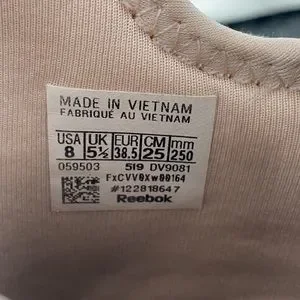 MADE IN VIETNAM
FABRIQUÉ AU VIETNAM
USA UK EUR CM mm
8 5½ 38.5 25 250
059503 519 DV9081
FxCVV0Xw00164
#122818647
Reebok